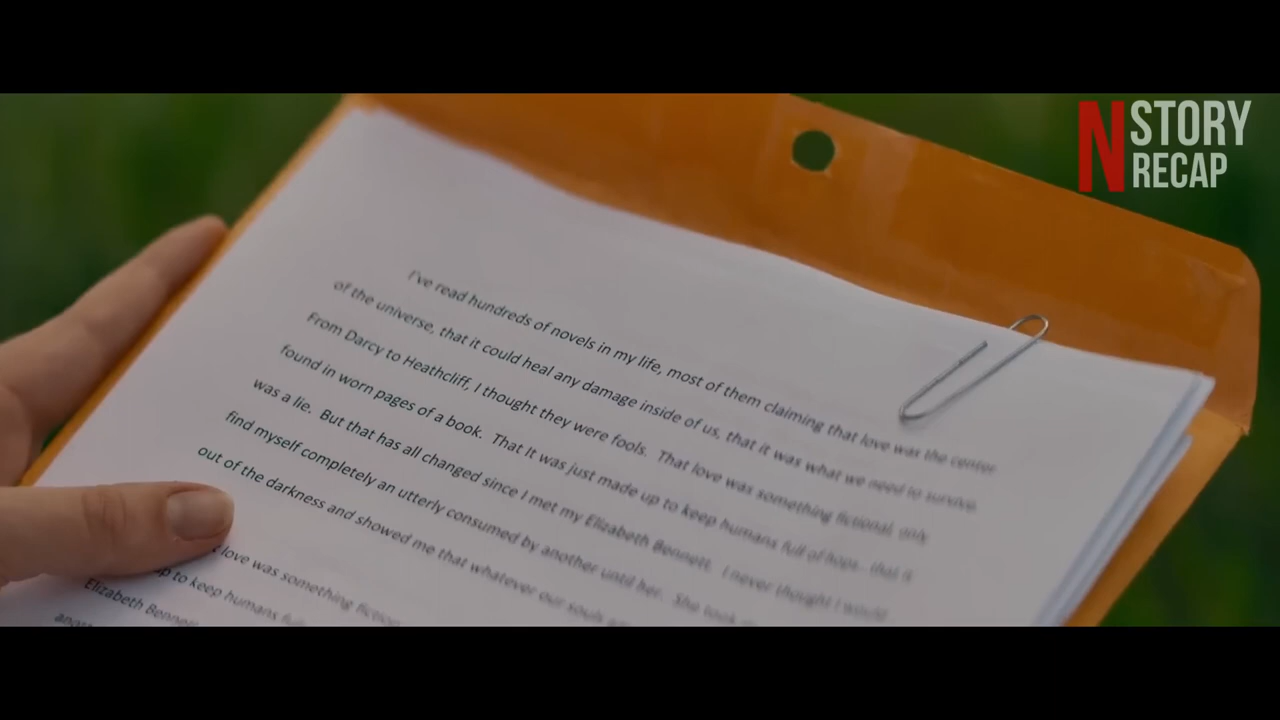 N STORY
RECAP
I've read hundreds of novels in my life, most of them claiming that love was the center
of the universe, that it could heal any damage inside of us, that it was what we need to survive.
From Darcy to Heathcliff, I thought they were fools. That love was something fictional, only
found in worn pages of a book. That It was just made up to keep humans full of hope, that it
was a lie. But that has all changed since I met my Elizabeth Bennett. I never thought I would
find myself completely an utterly consumed by another until her. She took
out of the darkness and showed me that whatever our souls
love was something fiction
up to keep humans
Elizabeth Bennett